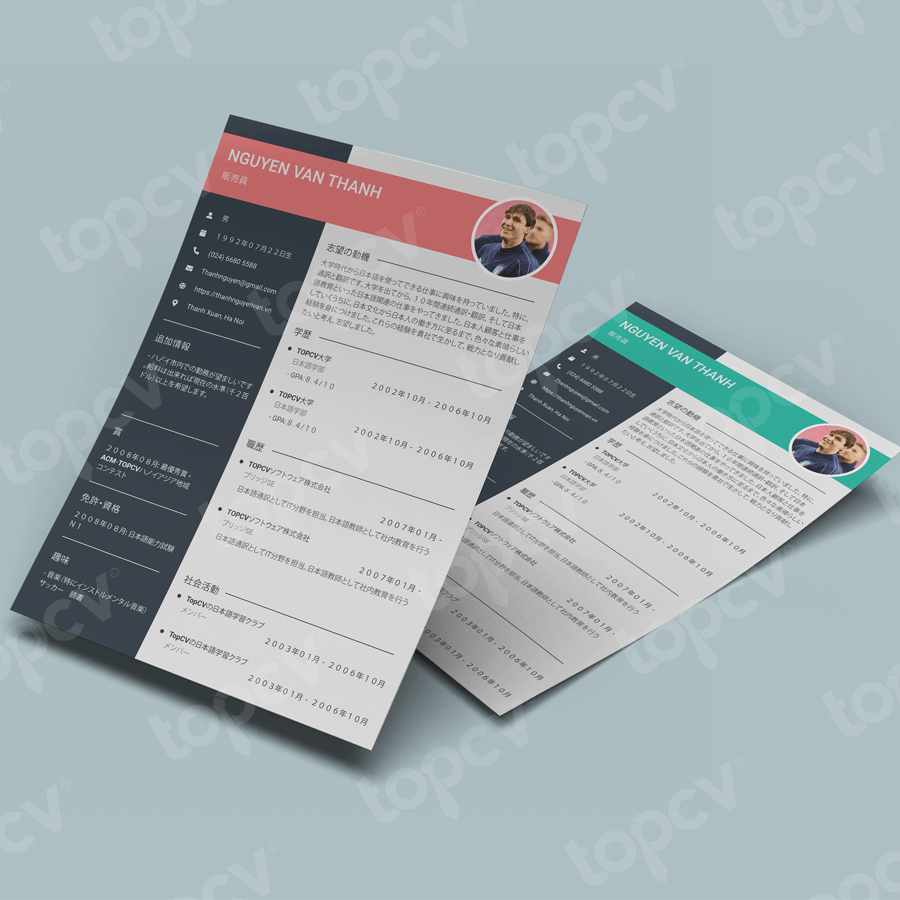 NGUYEN VAN THANH
販売員
男
1992年07月22日生
(024) 6680 5588
Thanhnguyen@gmail.com
https://thanhnguyenvan.vn
Thanh Xuan, Ha Noi
追加情報
・ハノイ市内での勤務が望ましいです
・給料は出来れば現在の水準（千２百
ドル）以上を希望します。
賞
2008年08月: 最優秀賞 -
ACM-TOPCV \ レイアジア地域
コンテスト
免許・資格
2008年08月: 日本語能力試験
N1
趣味
- 音楽（特にインストルメンタル音楽）
サッカー 読書
志望の動機
大学時代から日本語を使ってできる仕事に興味を持っていました。特に、
通訳と翻訳です。大学を出てから、１０年間連続通訳・翻訳、そして日本
語教育といった日本語関連の仕事をやってきました。日本人顧客と仕事を
していくうちに、日本文化から日本人の働き方に至るまで、色々な素晴らしい
経験を身につけました。これらの経験を貴社で生かして、戦力となり貢献し
たいと考え、志望しました。
学歴
TOPCV大学
日本語学部
- GPA: 8.4/10
2002年10月 - 2006年10月
TOPCV大学
日本語学部
- GPA: 8.4/10
2002年10月 - 2006年10月
職歴
TOPCVソフトウェア株式会社
ブリッジSE
2007年01月 -
日本語通訳としてIT分野を担当。日本語教師として社内教育を行う
TOPCVソフトウェア株式会社
ブリッジSE
2007年01月 -
日本語通訳としてIT分野を担当。日本語教師として社内教育を行う
社会活動
TopCVの日本語学習クラブ
メンバー
2003年01月 - 2006年10月
TopCVの日本語学習クラブ
メンバー
2003年01月 - 2006年10月
NGUYEN VAN THANH
販売員
男
1992年07月22日生
(024) 6680 5588
Thanhnguyen@gmail.com
https://thanhnguyenvan.vn
Thanh Xuan, Ha Noi
志望の動機
学歴
TOPCV大学
日本語学部
- GPA: 8.4/10
2002年10月 - 2006年10月
TOPCV大学
日本語学部
- GPA: 8.4/10
2002年10月 - 2006年10月
職歴
TOPCVソフトウェア株式会社
ブリッジSE
2007年01月 -
日本語通訳としてIT分野を担当。日本語教師として社内教育を行う
2007年01月 -
2003年01月 - 2006年10月
2003年01月 - 2006年10月
topcv